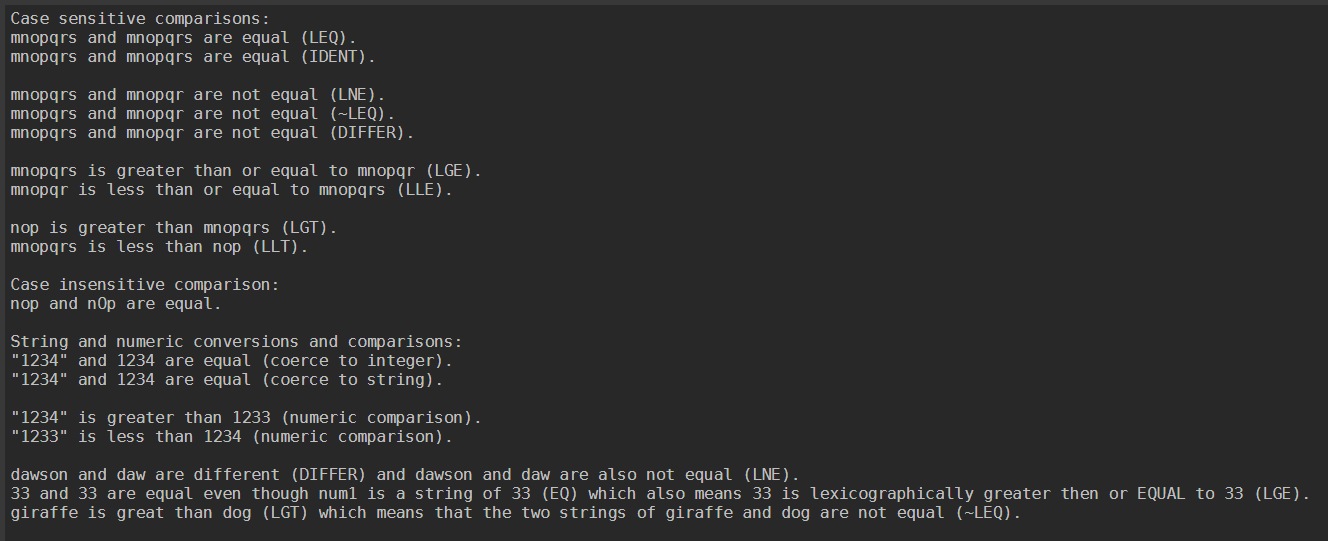 Case sensitive comparisons:
mnopqrs and mnopqrs are equal (LEQ).
mnopqrs and mnopqrs are equal (IDENT).
mnopqrs and mnopqr are not equal (LNE).
mnopqrs and mnopqr are not equal (~LEQ).
mnopqrs and mnopqr are not equal (DIFFER).
mnopqrs is greater than or equal to mnopqr (LGE).
mnopqr is less than or equal to mnopqrs (LLE).
nop is greater than mnopqrs (LGT).
mnopqrs is less than nop (LLT).
Case insensitive comparison:
nop and nOp are equal.
String and numeric conversions and comparisons:
"1234" and 1234 are equal (coerce to integer).
"1234" and 1234 are equal (coerce to string).
"1234" is greater than 1233 (numeric comparison).
"1233" is less than 1234 (numeric comparison).
dawson and daw are different (DIFFER) and dawson and daw are also not equal (LNE).
33 and 33 are equal even though num1 is a string of 33 (EQ) which also means 33 is lexicographically greater then or EQUAL to 33 (LGE).
giraffe is great than dog (LGT) which means that the two strings of giraffe and dog are not equal (~LEQ).